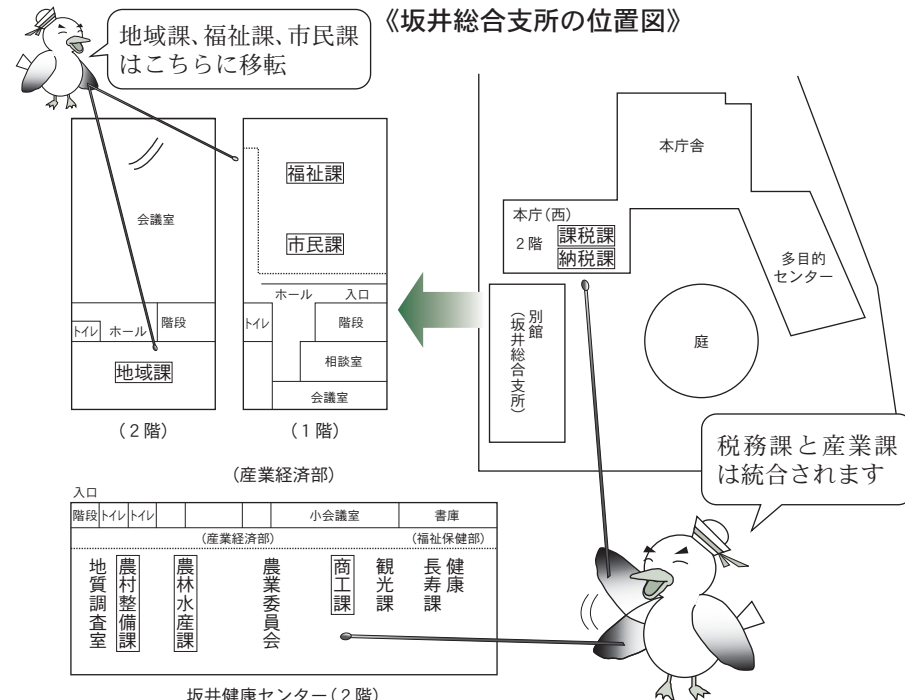 《坂井総合支所の位置図》
地域課、福祉課、市民課
はこちらに移転
会議室
トイレ
ホール
階段
地域課
(2階)
福祉課
市民課
ホール
入口
トイレ
階段
相談室
会議室
(1階)
本庁舎
本庁(西)
2階
課税課
納税課
多目的
センター
別館
(坂井総合支所)
庭
税務課と産業課
は統合されます
(産業経済部)
入口
階段
トイレ
トイレ
小会議室
書庫
(産業経済部)
(福祉保健部)
地質調査室
農村整備課
農林水産課
農業委員会
商工課
観光課
健康
長寿課
坂井健康センター(2階)